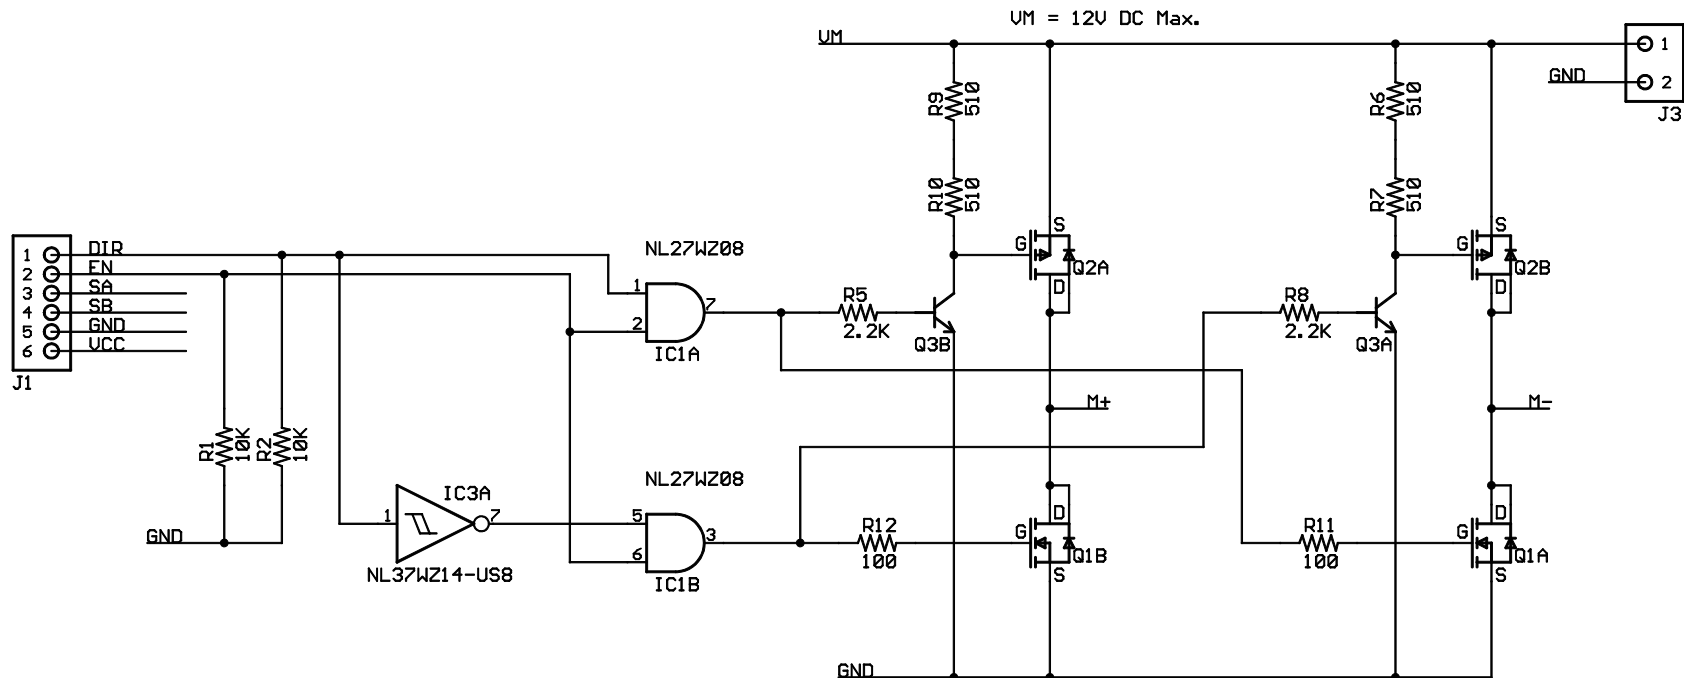 VM = 12V DC Max.
VM
1
GND
2
J3
R9
510
R6
510
R10
510
R7
510
S
G
Q2A
D
S
G
Q2B
D
1
DIR
2
EN
3
SA
4
SB
5
GND
6
VCC
J1
NL27WZ08
1
2
7
IC1A
R5
2.2K
Q3B
R8
2.2K
Q3A
M+
M-
R1
10K
R2
10K
GND
1
IC3A
7
NL37WZ14-US8
NL27WZ08
5
6
3
IC1B
R12
100
D
G
Q1B
S
R11
100
D
G
Q1A
S
GND